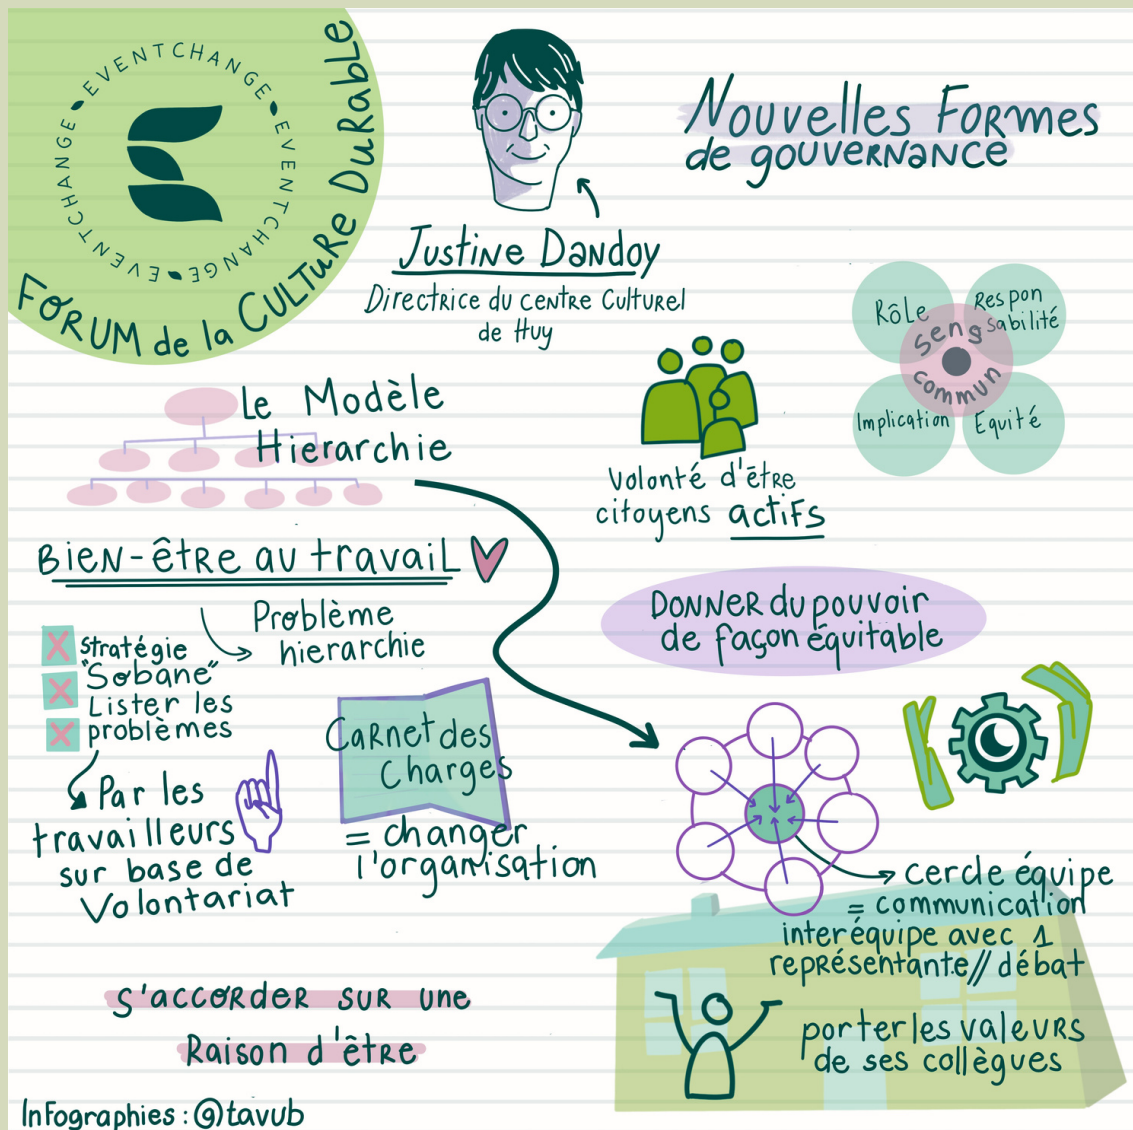 EVENTCHANGE
EVENTCHANGE
EVENTCHANGE
EVENTCHANGE
FORUM de la CULTURE DURable
Nouvelles Formes
de gouvernance
Justine Dandoy
Directrice du centre Culturel
de Huy
Rôle
Respon
sabilité
Sens
commun
Implication
Equité
Le Modèle
Hierarchie
Volonté d'être
citoyens actifs
Bien-être au travail
Problème
hierarchie
Stratégie
"Sobane"
Lister les
problèmes
Par les
travailleurs
sur base de
Volontariat
Carnet des
Charges
= changer
l'organisation
Donner du pouvoir
de façon équitable
cercle équipe
= communication
interéquipe avec 1
représentante// débat
porter les valeurs
de ses collègues
S'accorder sur une
Raison d'être
Infographies : @tavub